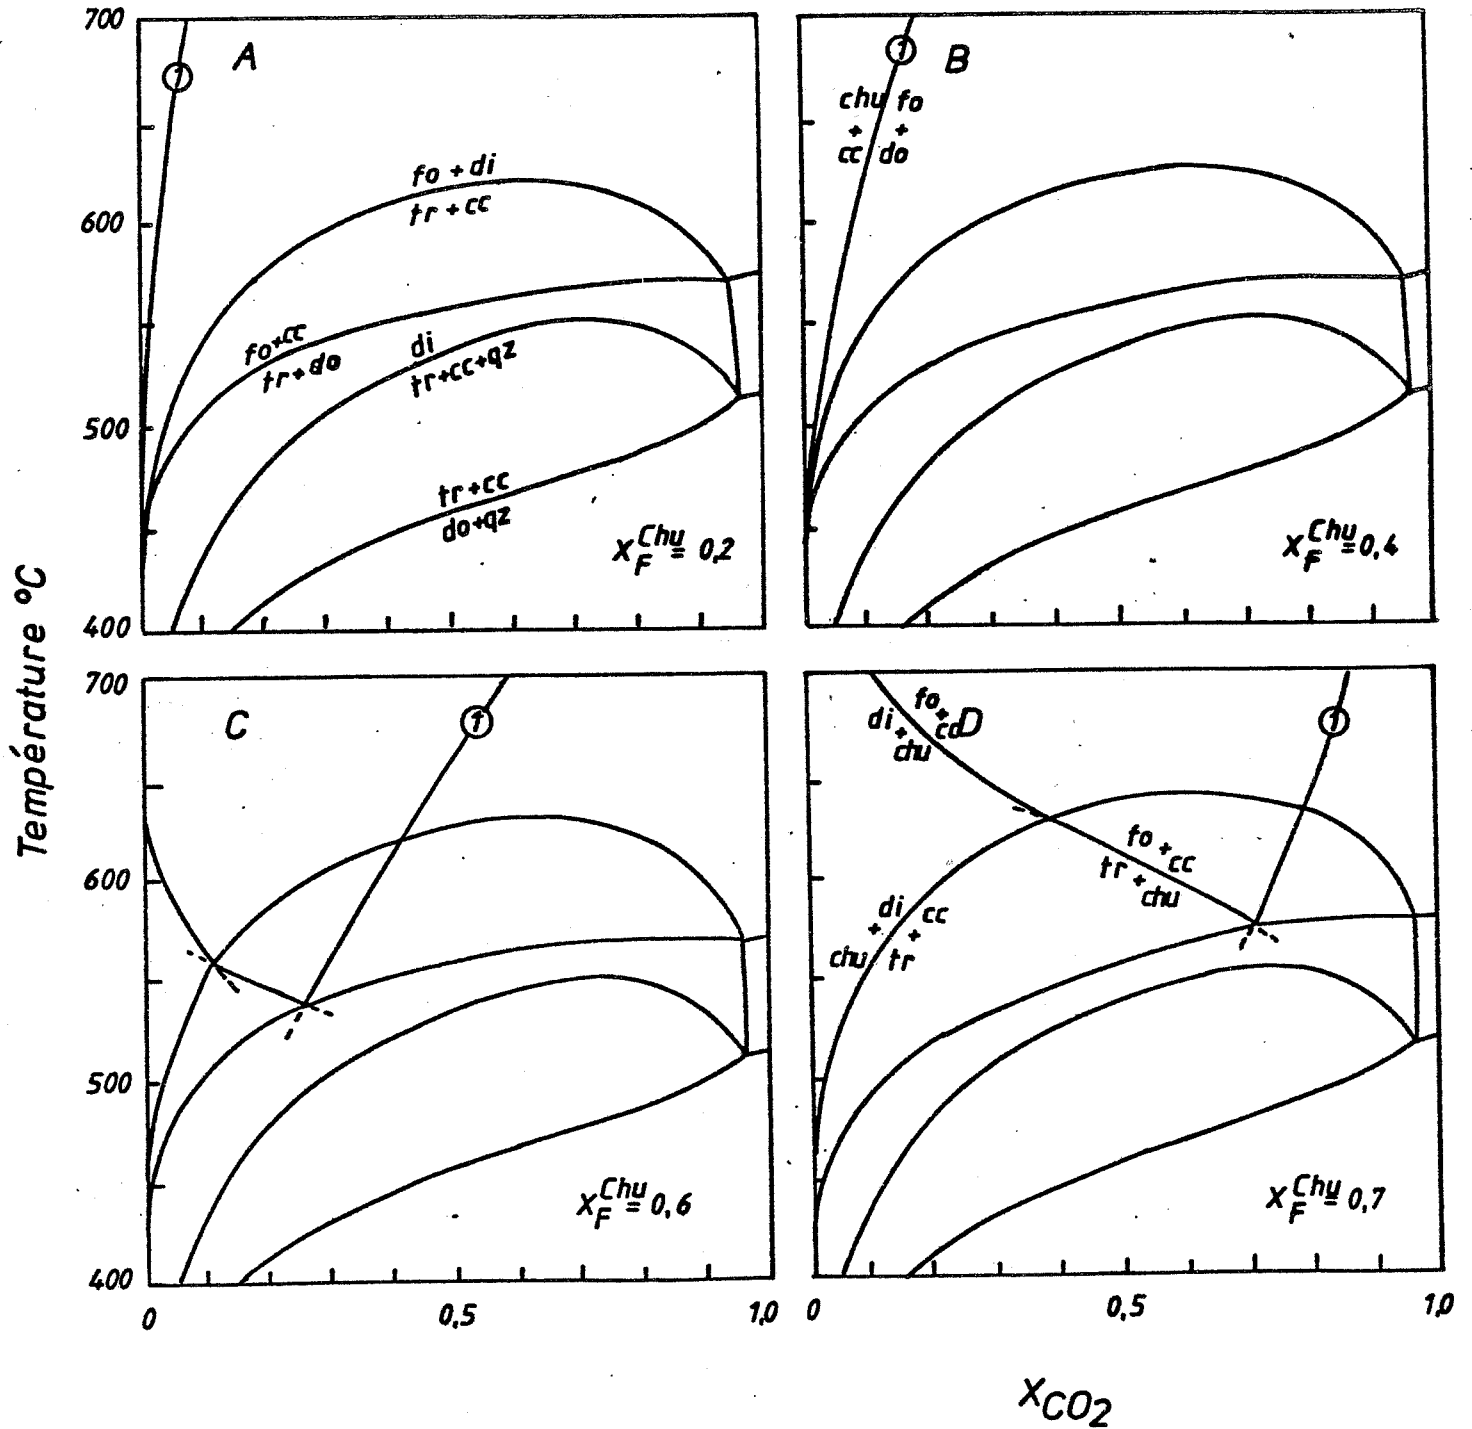 700
600
500
400
Température °C
A
1
fo + di
tr + cc
fo+cc
tr+do
di
tr+cc+qz
tr+cc
do+qz
X_F^Chu = 0,2
B
1
chu fo
+ +
cc do
X_F^Chu = 0,4
700
600
500
400
C
1
X_F^Chu = 0,6
0
0,5
1,0
D
1
fo + cc
di + chu
fo + cc
tr + chu
di + cc
chu + tr
X_F^Chu = 0,7
0
0,5
1,0
XCO2